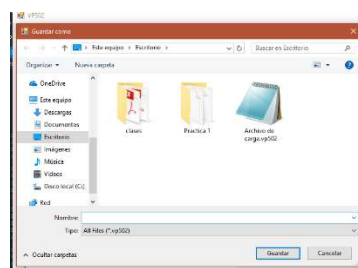 VP502
Guardar como
Este equipo > Escritorio >
Buscar en Escritorio
Organizar
Nueva carpeta
OneDrive
Este equipo
Descargas
Documentos
Escritorio
Imágenes
Música
Videos
Disco local (C:)
Red
clases
Practica 1
Archivo de
carga.vp502
Nombre:
Tipo: All Files (*.vp502)
Ocultar carpetas
Guardar
Cancelar